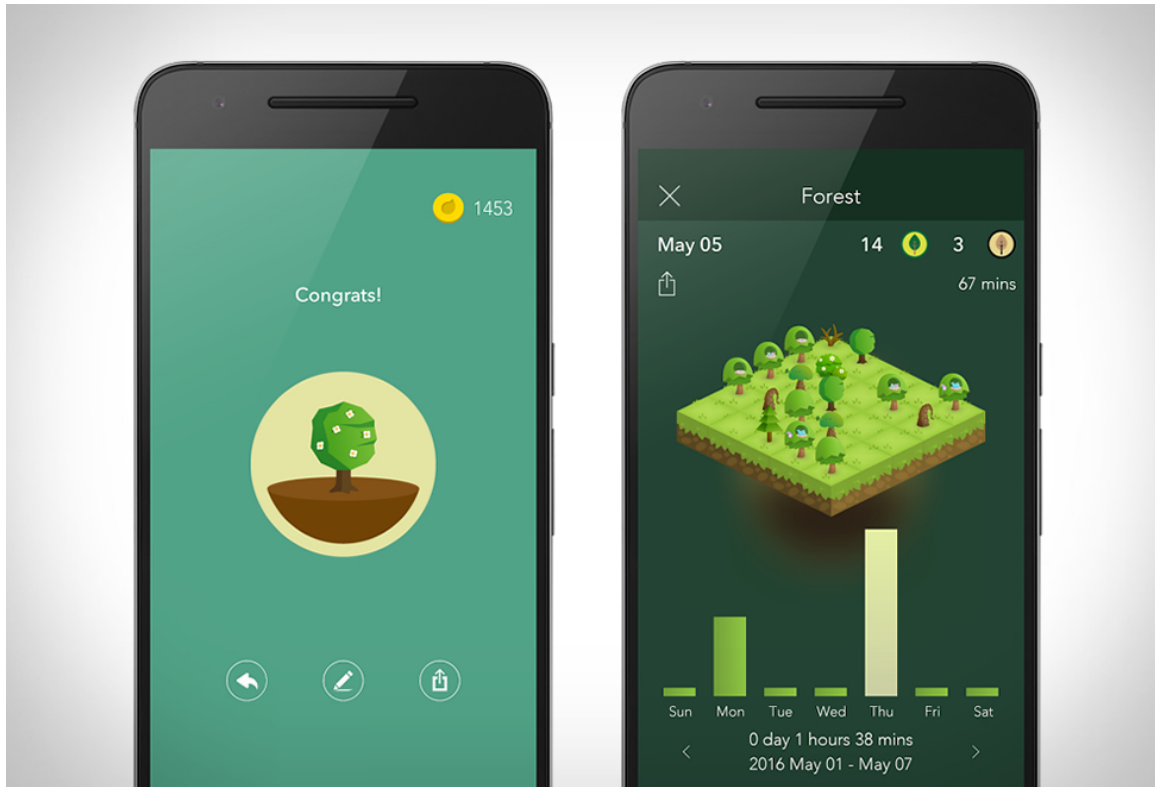 1453
Congrats!
Forest
May 05 14 3
67 mins
Sun Mon Tue Wed Thu Fri Sat
0 day 1 hours 38 mins
2016 May 01 - May 07